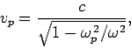 v_p = \frac{c}{\sqrt{1 - \omega_p^2/\omega^2}},